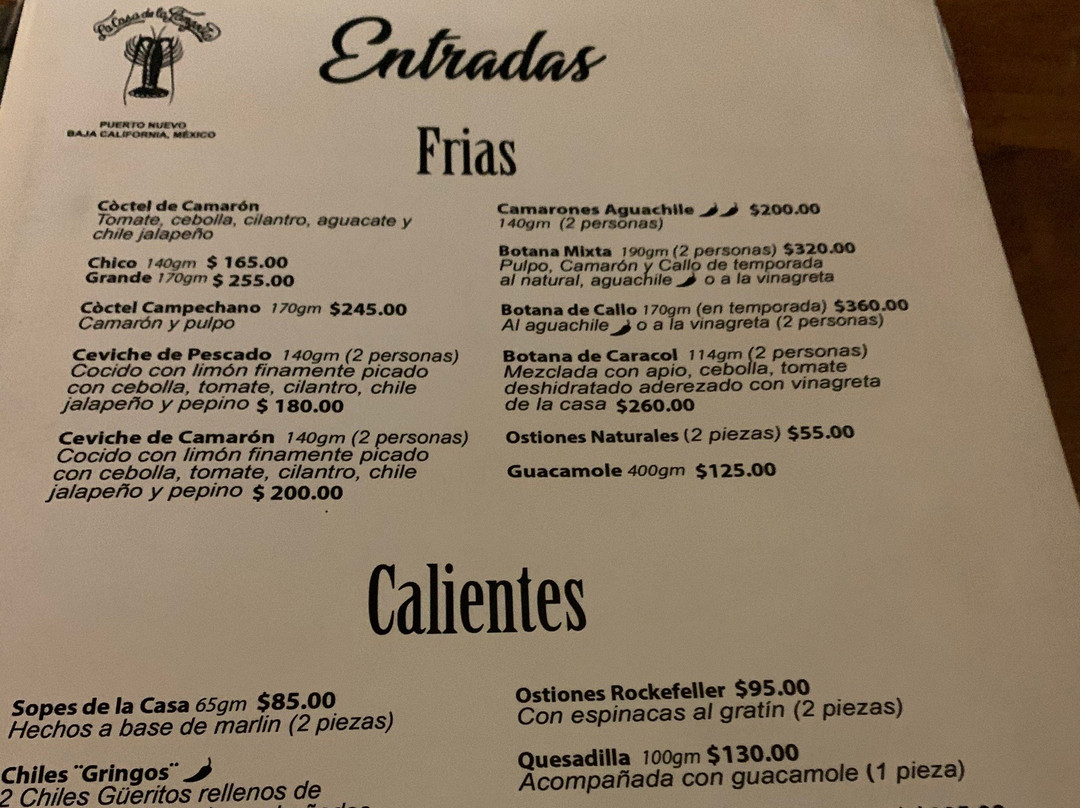 La Casa de la Langosta
PUERTO NUEVO
BAJA CALIFORNIA, MÉXICO
Entradas
Frias
Còctel de Camarón
Tomate, cebolla, cilantro, aguacate y
chile jalapeño
Chico 140gm $ 165.00
Grande 170gm $ 255.00
Còctel Campechano 170gm $245.00
Camarón y pulpo
Ceviche de Pescado 140gm (2 personas)
Cocido con limón finamente picado
con cebolla, tomate, cilantro, chile
jalapeño y pepino $ 180.00
Ceviche de Camarón 140gm (2 personas)
Cocido con limón finamente picado
con cebolla, tomate, cilantro, chile
jalapeño y pepino $ 200.00
Camarones Aguachile $200.00
140gm (2 personas)
Botana Mixta 190gm (2 personas) $320.00
Pulpo, Camarón y Callo de temporada
al natural, aguachile o a la vinagreta
Botana de Callo 170gm (en temporada) $360.00
Al aguachile o a la vinagreta (2 personas)
Botana de Caracol 114gm (2 personas)
Mezclada con apio, cebolla, tomate
deshidratado aderezado con vinagreta
de la casa $260.00
Ostiones Naturales (2 piezas) $55.00
Guacamole 400gm $125.00
Calientes
Sopes de la Casa 65gm $85.00
Hechos a base de marlin (2 piezas)
Chiles ¨Gringos¨
2 Chiles Güeritos rellenos de
Ostiones Rockefeller $95.00
Con espinacas al gratín (2 piezas)
Quesadilla 100gm $130.00
Acompañada con guacamole (1 pieza)